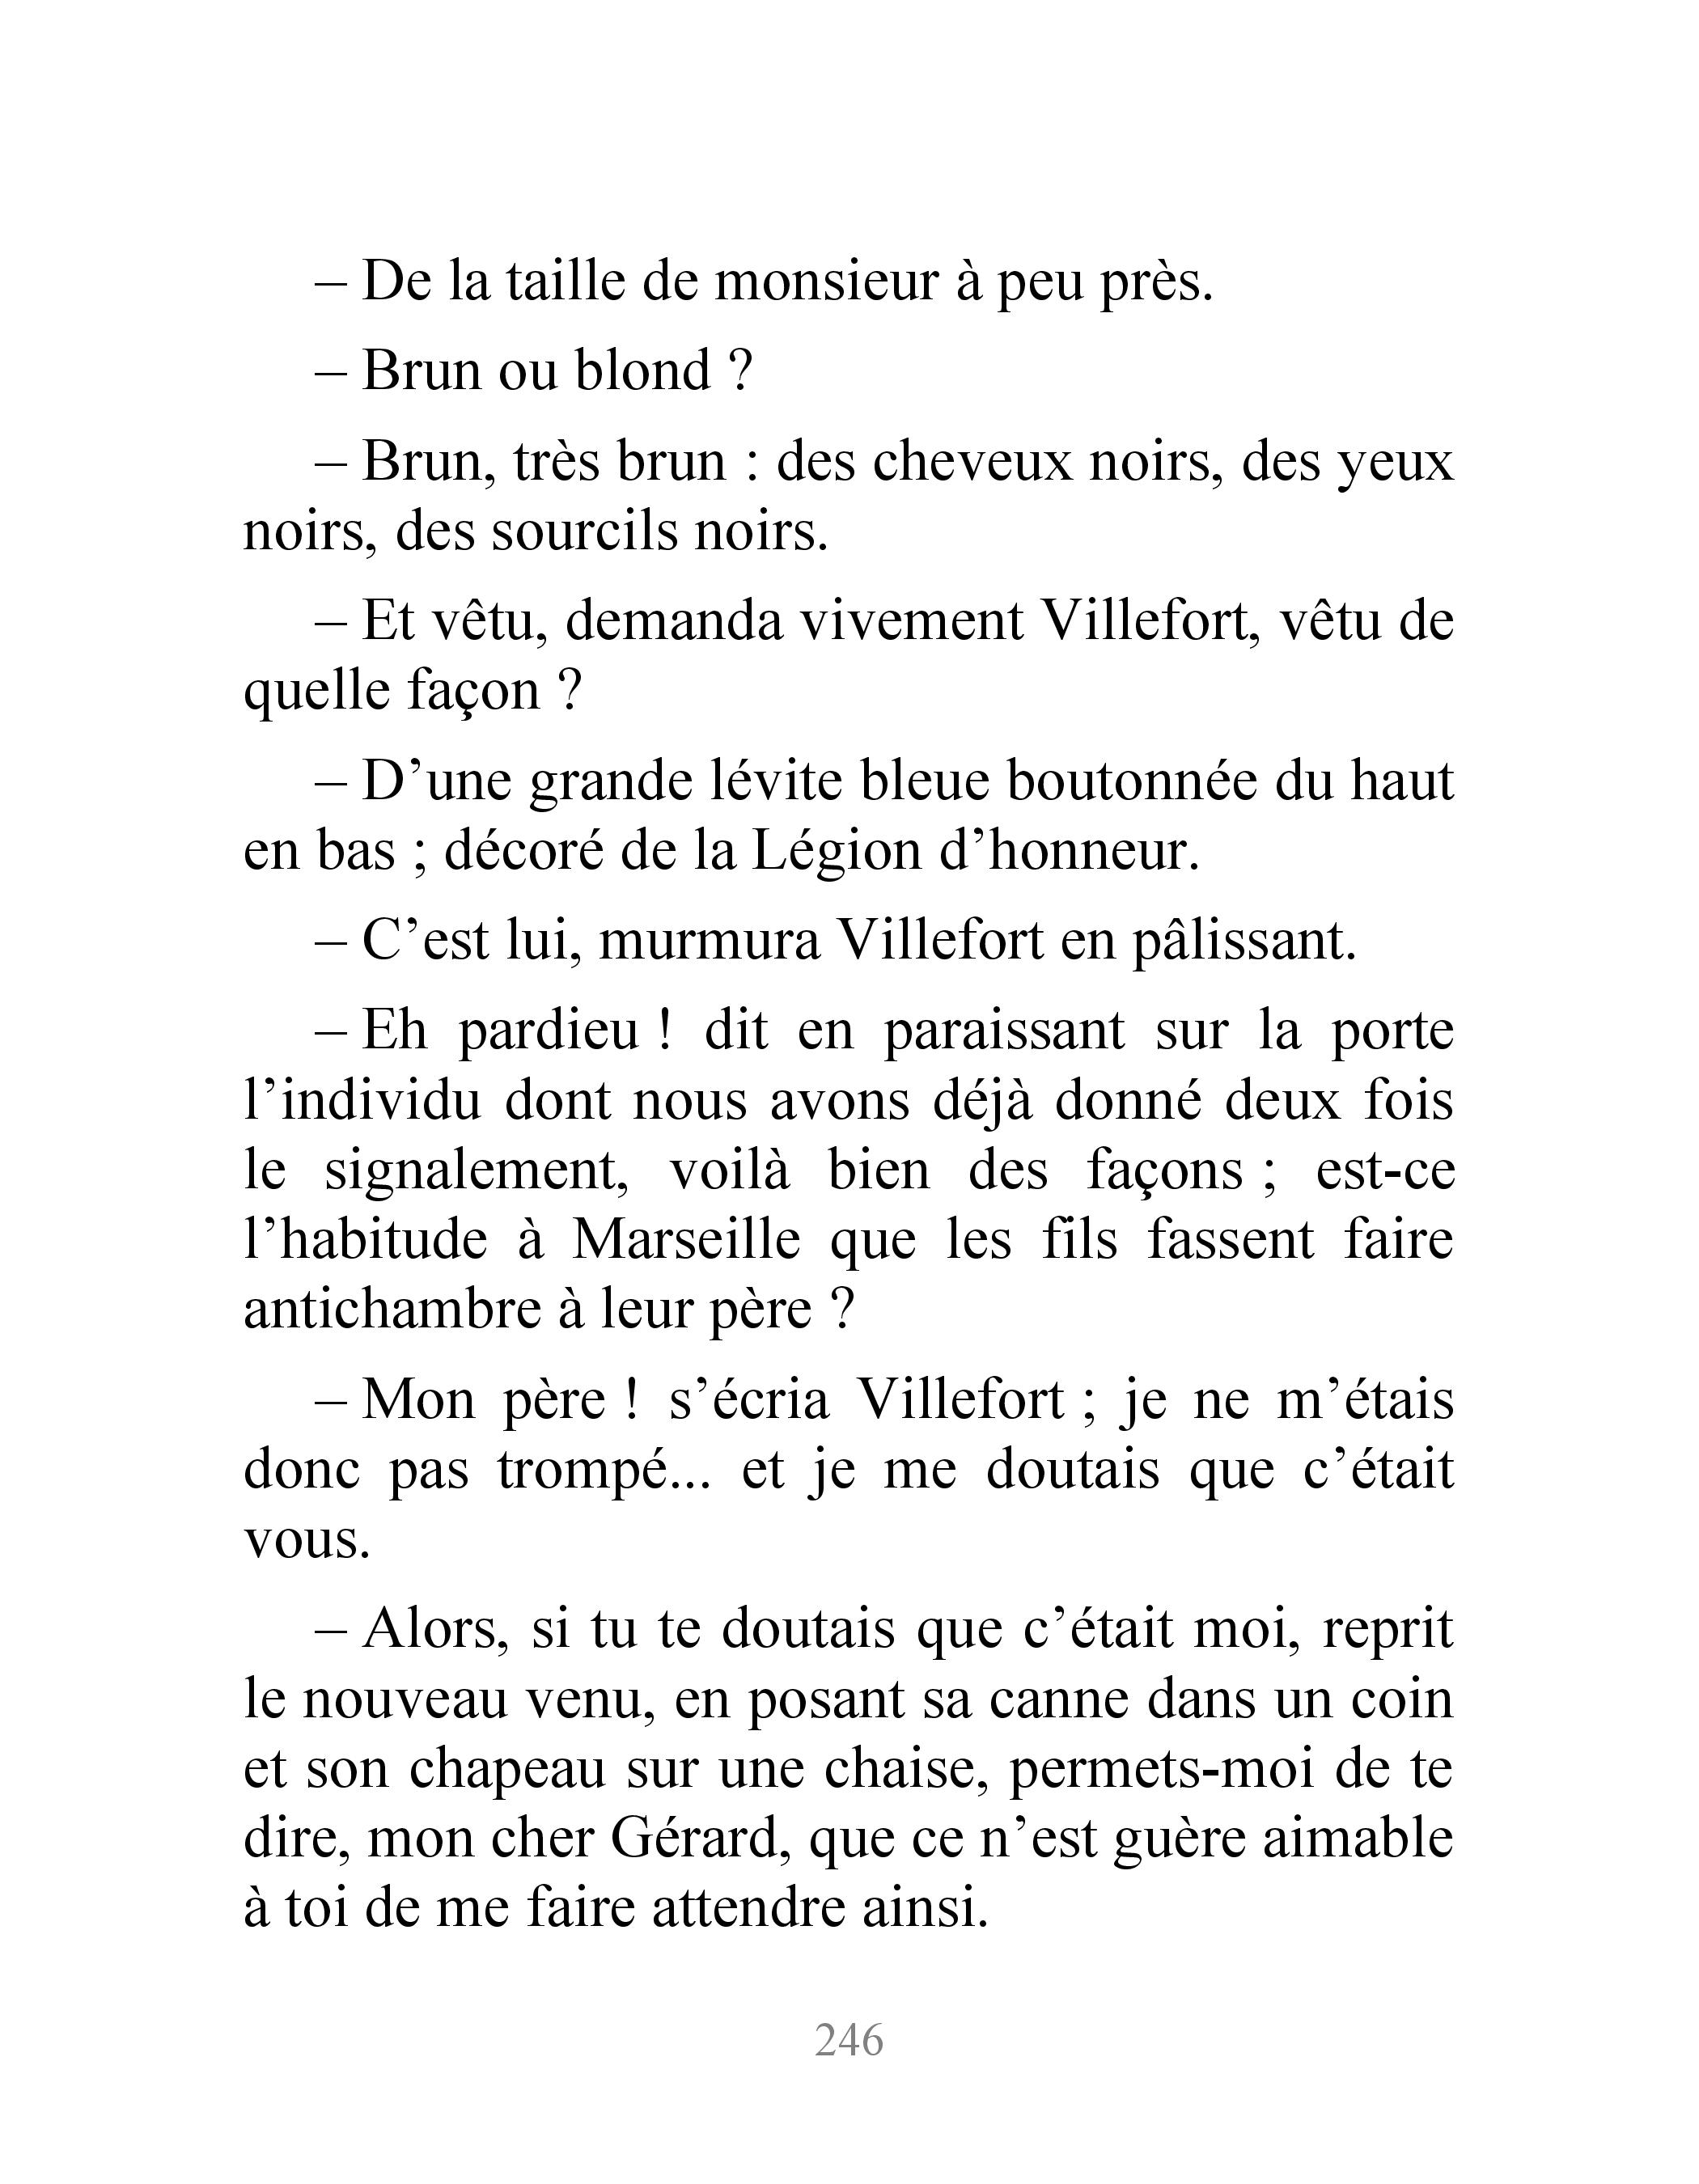 – De la taille de monsieur à peu près.
– Brun ou blond ?
– Brun, très brun : des cheveux noirs, des yeux
noirs, des sourcils noirs.
– Et vêtu, demanda vivement Villefort, vêtu de
quelle façon ?
– D’une grande lévite bleue boutonnée du haut
en bas ; décoré de la Légion d’honneur.
– C’est lui, murmura Villefort en pâlissant.
– Eh pardieu ! dit en paraissant sur la porte
l’individu dont nous avons déjà donné deux fois
le signalement, voilà bien des façons ; est-ce
l’habitude à Marseille que les fils fassent faire
antichambre à leur père ?
– Mon père ! s’écria Villefort ; je ne m’étais
donc pas trompé... et je me doutais que c’était
vous.
– Alors, si tu te doutais que c’était moi, reprit
le nouveau venu, en posant sa canne dans un coin
et son chapeau sur une chaise, permets-moi de te
dire, mon cher Gérard, que ce n’est guère aimable
à toi de me faire attendre ainsi.
246